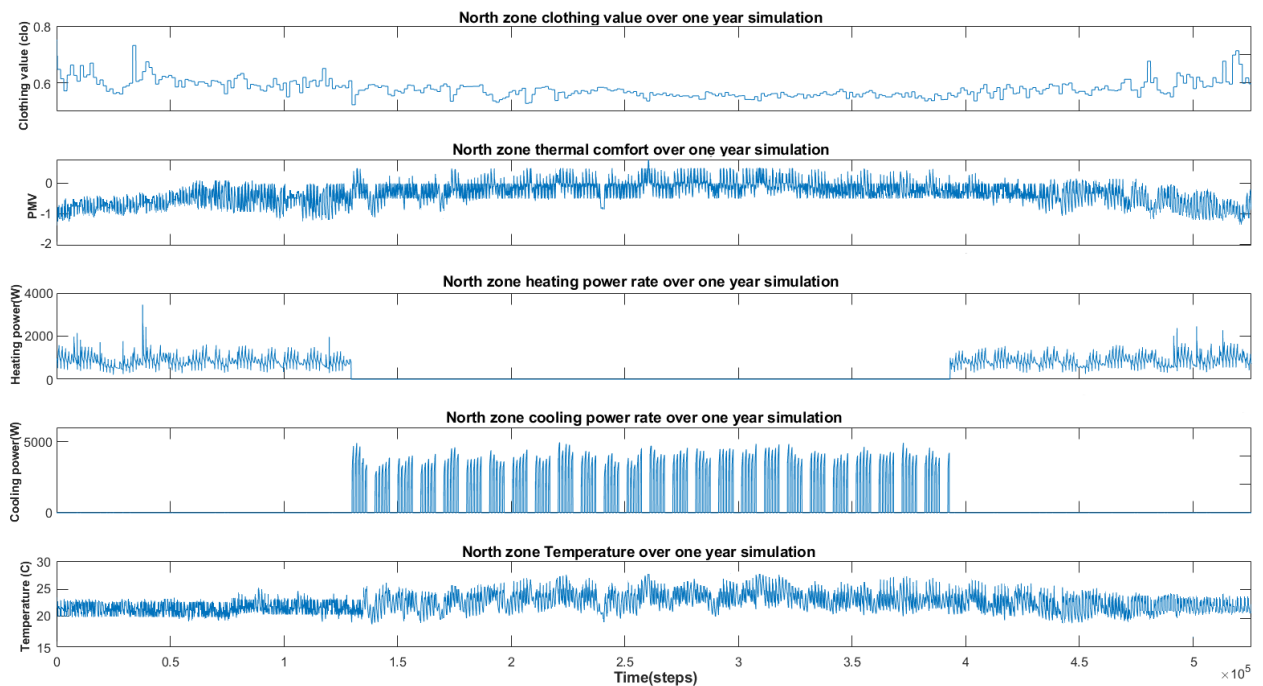 North zone clothing value over one year simulation
Clothing value (clo)
0.8
0.6
North zone thermal comfort over one year simulation
PMV
0
-1
-2
North zone heating power rate over one year simulation
Heating power(W)
4000
2000
0
North zone cooling power rate over one year simulation
Cooling power(W)
5000
0
North zone Temperature over one year simulation
Temperature (C)
30
25
20
15
0 0.5 1 1.5 2 2.5 3 3.5 4 4.5 5
Time(steps)
×10⁵